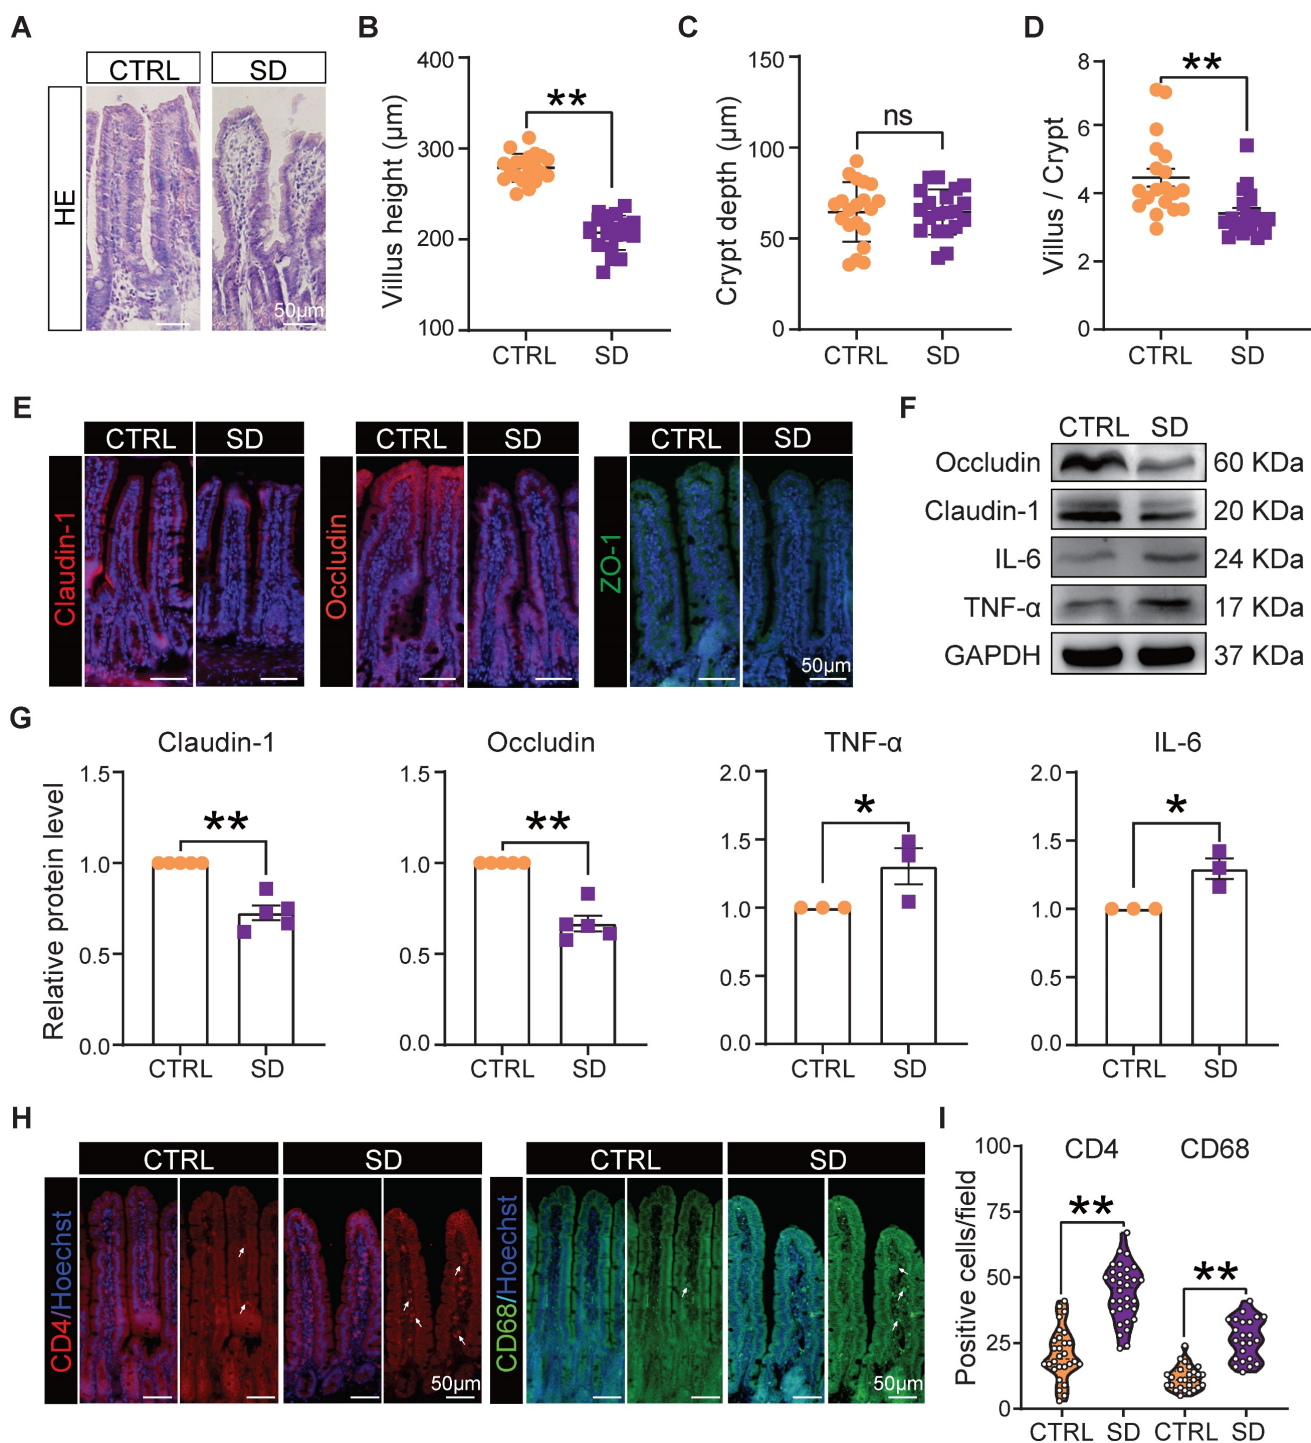 A
CTRL
SD
HE
50μm
B
400
300
200
100
Villus height (μm)
**
CTRL
SD
C
150
100
50
0
Crypt depth (μm)
ns
CTRL
SD
D
8
6
4
2
0
Villus / Crypt
**
CTRL
SD
E
CTRL
SD
Claudin-1
CTRL
SD
Occludin
CTRL
SD
ZO-1
50μm
F
CTRL
SD
Occludin
60 KDa
Claudin-1
20 KDa
IL-6
24 KDa
TNF-α
17 KDa
GAPDH
37 KDa
G
Relative protein level
Claudin-1
1.5
1.0
0.5
0.0
**
CTRL
SD
Occludin
1.5
1.0
0.5
0.0
**
CTRL
SD
TNF-α
2.0
1.5
1.0
0.5
0.0
*
CTRL
SD
IL-6
2.0
1.5
1.0
0.5
0.0
*
CTRL
SD
H
CTRL
SD
CD4/Hoechst
50μm
CTRL
SD
CD68/Hoechst
50μm
I
Positive cells/field
100
75
50
25
0
CD4
CD68
**
**
CTRL
SD
CTRL
SD